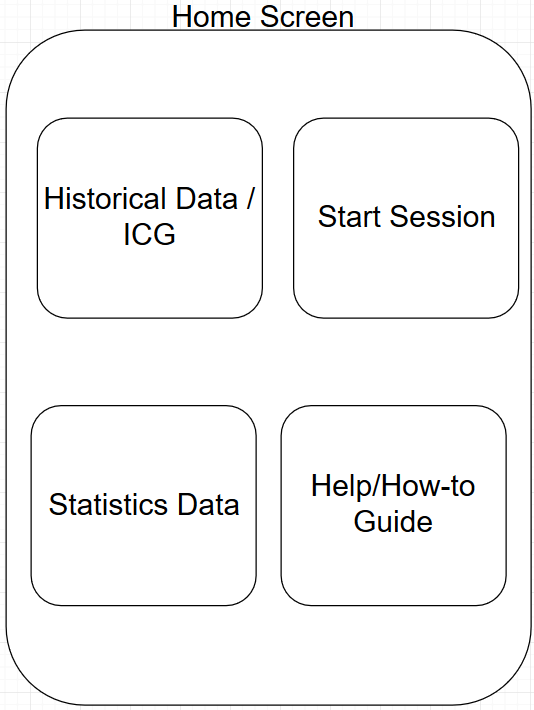 Home Screen
Historical Data /
ICG
Start Session
Statistics Data
Help/How-to
Guide